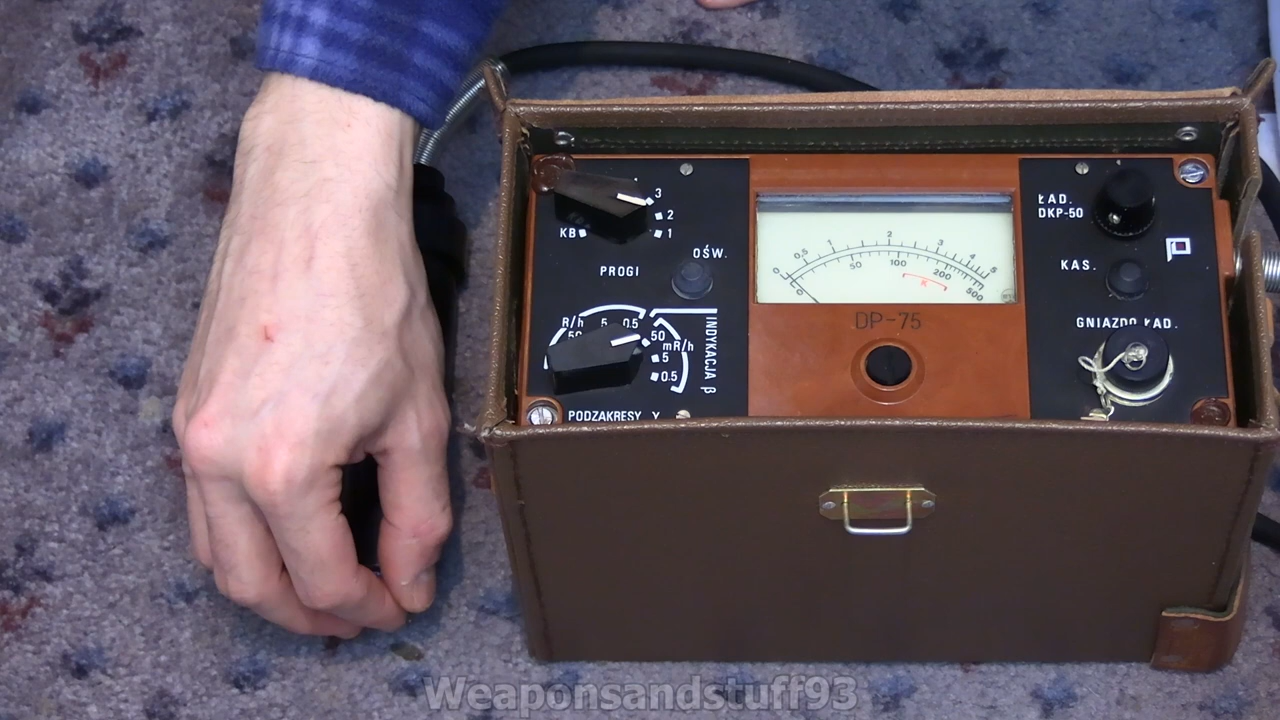 3
2
KB 1
OŚW.
PROGI
R/h 5 0.5
50 50
mR/h
5
0.5
INDYKACJA β
PODZAKRESY γ
0 0,5 1 2 3 4 5
0 50 100 200 500
K
DP-75
ŁAD.
DKP-50
KAS.
GNIAZDO ŁAD.
Weaponsandstuff93